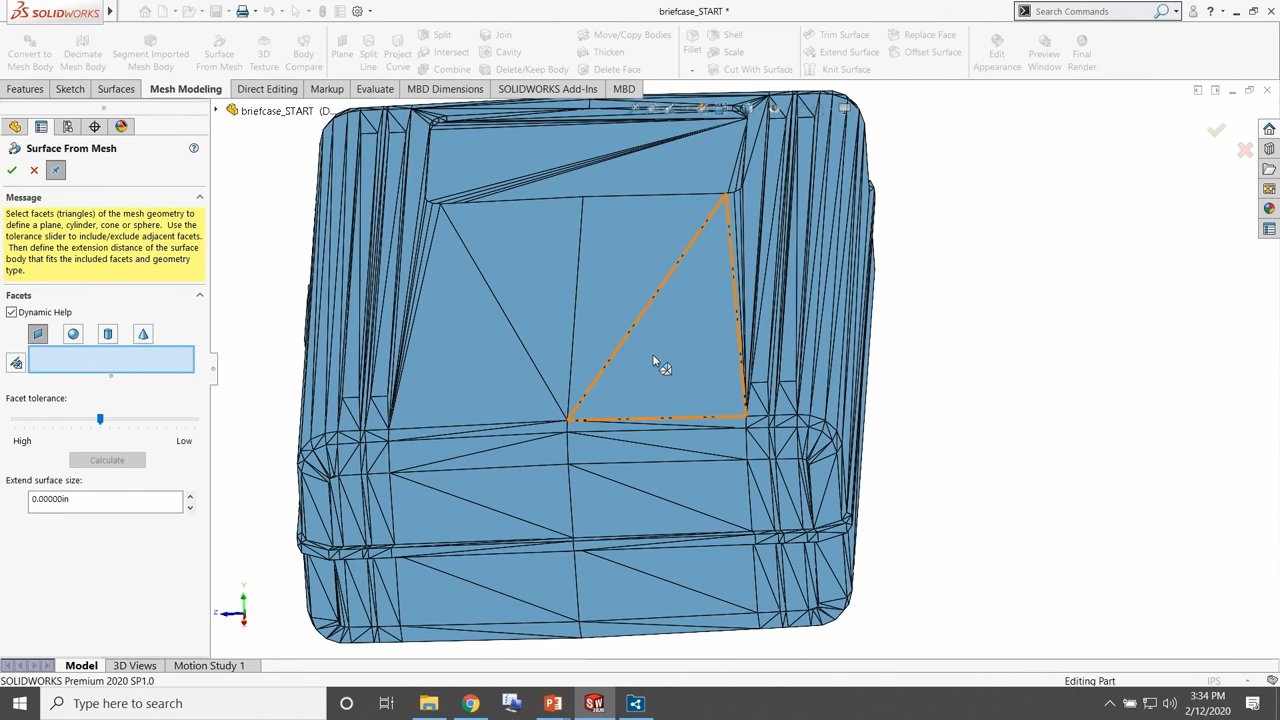 SOLIDWORKS
briefcase_START *
Search Commands
Convert to
Mesh Body
Decimate
Mesh Body
Segment Imported
Mesh Body
Surface
From Mesh
3D
Texture
Body
Compare
Plane
Split
Line
Project
Curve
Split
Intersect
Combine
Join
Cavity
Delete/Keep Body
Move/Copy Bodies
Thicken
Delete Face
Fillet
Shell
Scale
Cut With Surface
Trim Surface
Extend Surface
Knit Surface
Replace Face
Offset Surface
Edit
Appearance
Preview
Window
Final
Render
Features
Sketch
Surfaces
Mesh Modeling
Direct Editing
Markup
Evaluate
MBD Dimensions
SOLIDWORKS Add-Ins
MBD
briefcase_START (D...
Surface From Mesh
Message
Select facets (triangles) of the mesh geometry to
define a plane, cylinder, cone or sphere. Use the
tolerance slider to include/exclude adjacent facets.
Then define the extension distance of the surface
body that fits the included facets and geometry
type.
Facets
Dynamic Help
Facet tolerance:
High Low
Calculate
Extend surface size:
0.00000in
Y
Z
Model
3D Views
Motion Study 1
SOLIDWORKS Premium 2020 SP1.0
Editing Part
IPS
Type here to search
3:34 PM
2/12/2020